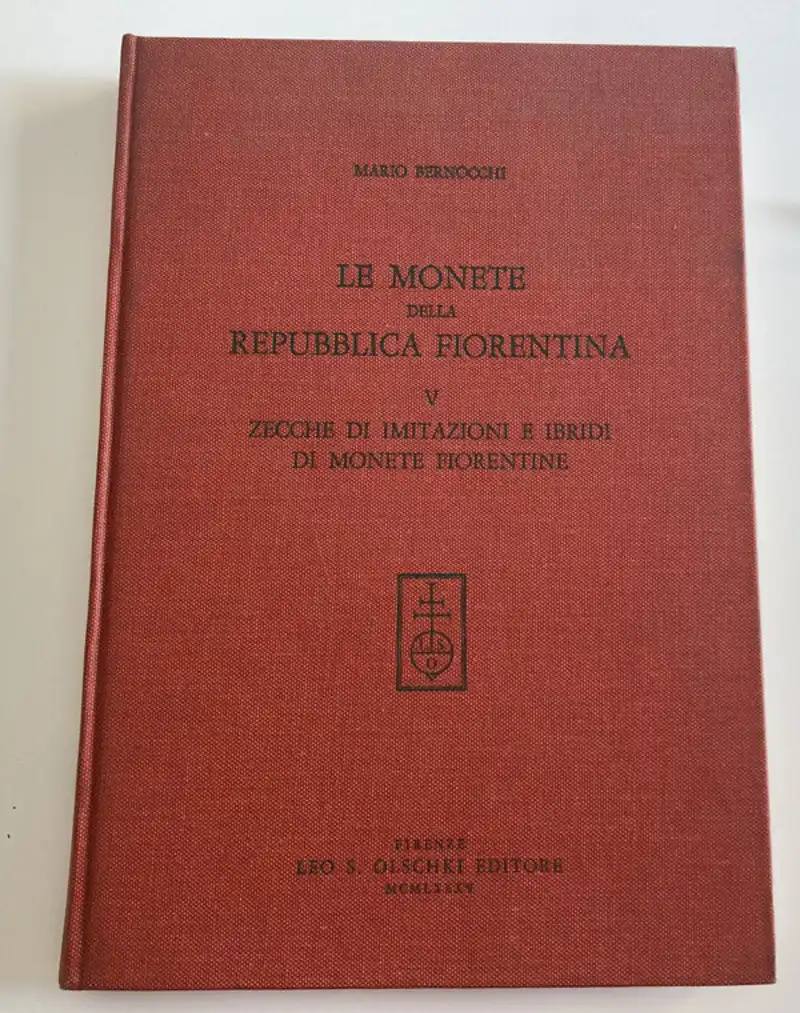 MARIO BERNOCCHI
LE MONETE
DELLA
REPUBBLICA FIORENTINA
V
ZECCHE DI IMITAZIONI E IBRIDI
DI MONETE FIORENTINE
L S
O
FIRENZE
LEO S. OLSCHKI EDITORE
MCMLXXXV